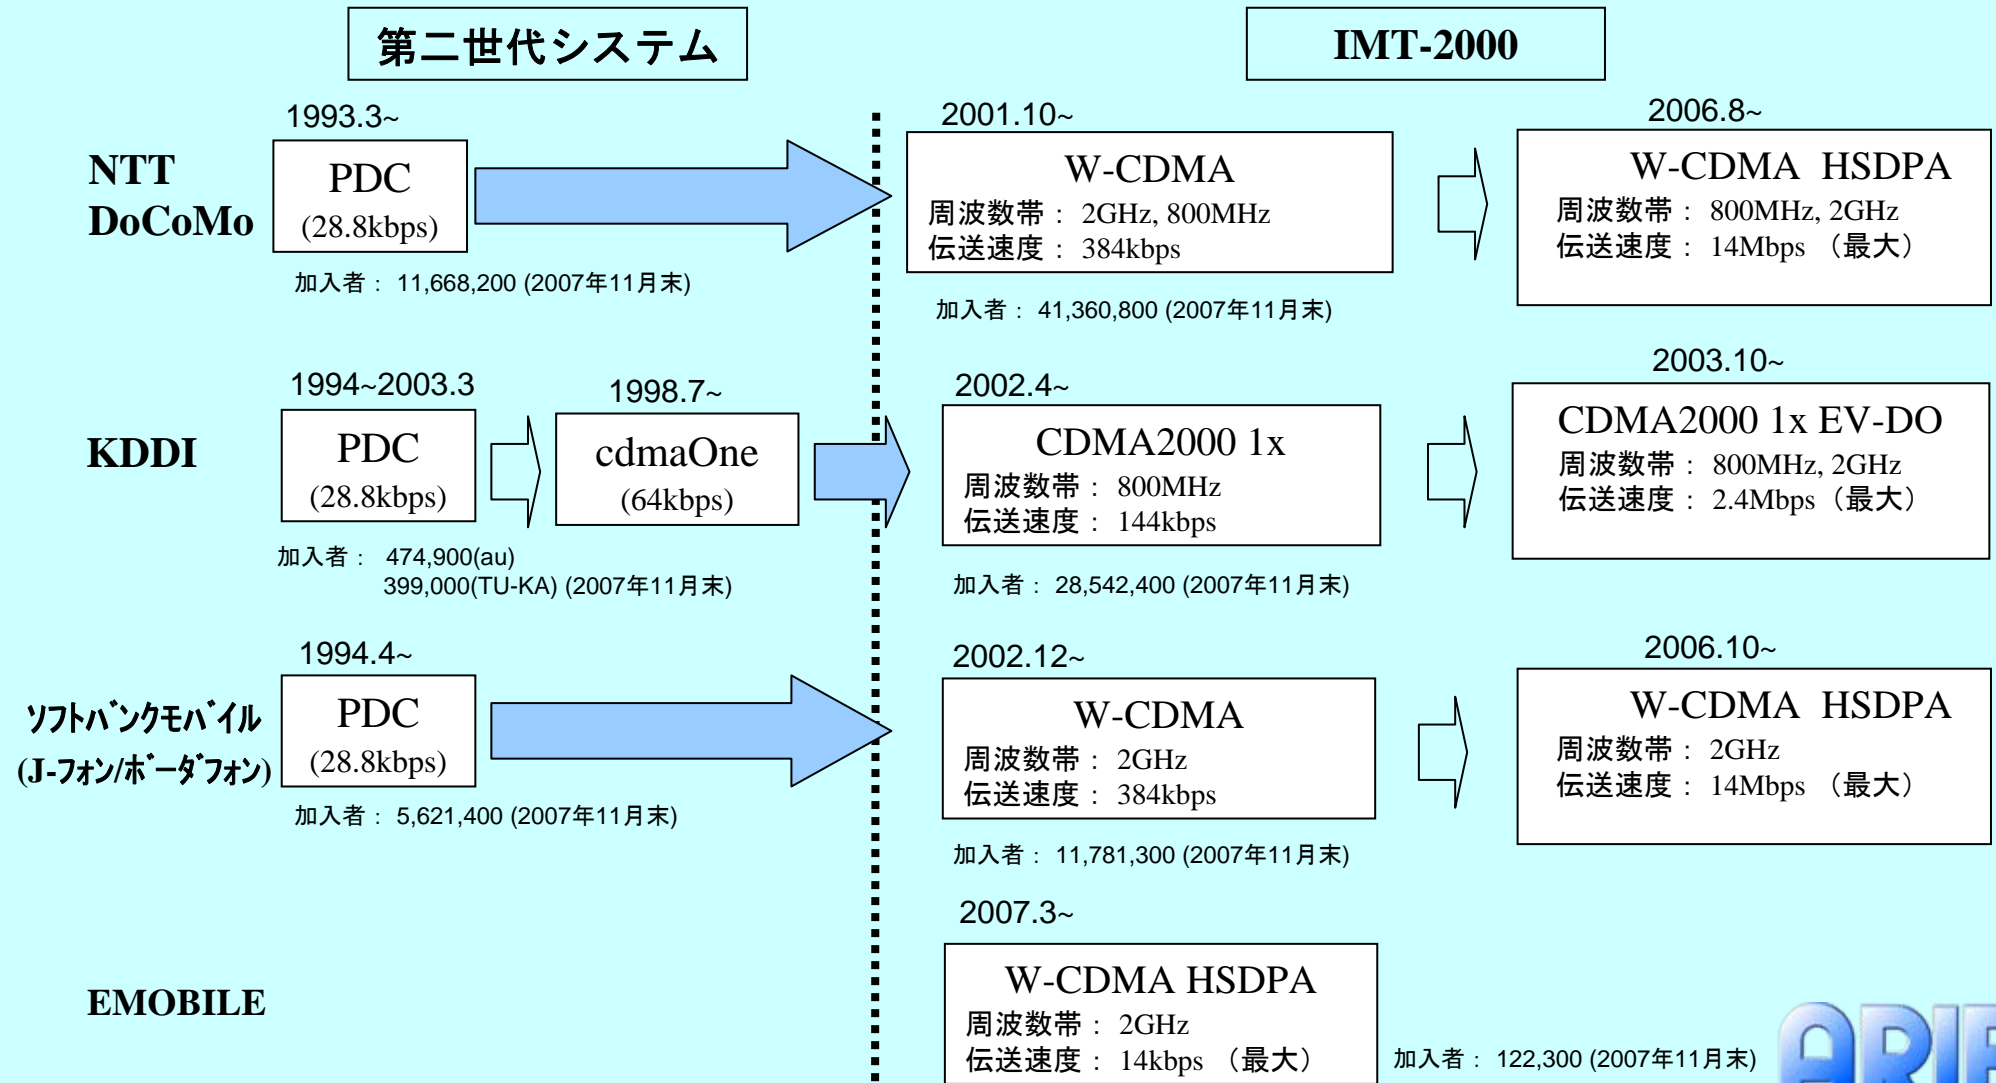 第二世代システム
IMT-2000
NTT
DoCoMo
1993.3~
PDC
(28.8kbps)
加入者： 11,668,200 (2007年11月末)
2001.10~
W-CDMA
周波数帯： 2GHz, 800MHz
伝送速度： 384kbps
加入者： 41,360,800 (2007年11月末)
2006.8~
W-CDMA HSDPA
周波数帯： 800MHz, 2GHz
伝送速度： 14Mbps （最大）
KDDI
1994~2003.3
PDC
(28.8kbps)
1998.7~
cdmaOne
(64kbps)
加入者： 474,900(au)
399,000(TU-KA) (2007年11月末)
2002.4~
CDMA2000 1x
周波数帯： 800MHz
伝送速度： 144kbps
加入者： 28,542,400 (2007年11月末)
2003.10~
CDMA2000 1x EV-DO
周波数帯： 800MHz, 2GHz
伝送速度： 2.4Mbps（最大）
ｿﾌﾄﾊﾞﾝｸﾓﾊﾞｲﾙ
(J-ﾌｫﾝ/ﾎﾞｰﾀﾞﾌｫﾝ)
1994.4~
PDC
(28.8kbps)
加入者： 5,621,400 (2007年11月末)
2002.12~
W-CDMA
周波数帯： 2GHz
伝送速度： 384kbps
加入者： 11,781,300 (2007年11月末)
2006.10~
W-CDMA HSDPA
周波数帯： 2GHz
伝送速度： 14Mbps （最大）
EMOBILE
2007.3~
W-CDMA HSDPA
周波数帯： 2GHz
伝送速度： 14kbps （最大）
加入者： 122,300 (2007年11月末)